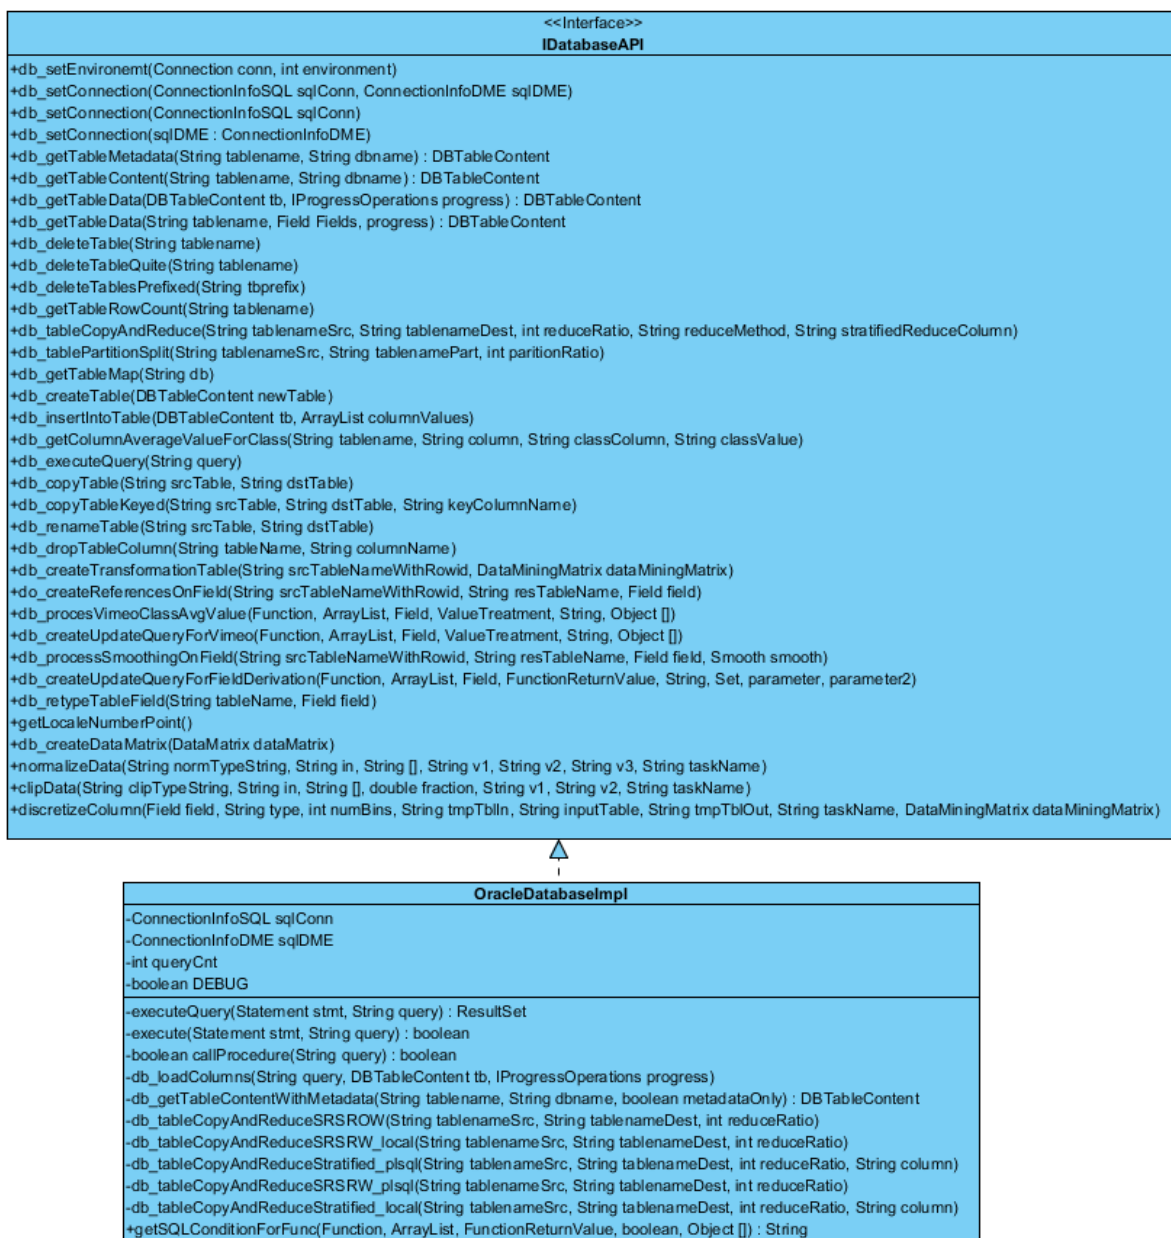 <<Interface>>
IDatabaseAPI
+db_setEnvironemt(Connection conn, int environment)
+db_setConnection(ConnectionInfoSQL sqlConn, ConnectionInfoDME sqlDME)
+db_setConnection(ConnectionInfoSQL sqlConn)
+db_setConnection(sqlDME : ConnectionInfoDME)
+db_getTableMetadata(String tablename, String dbname) : DBTableContent
+db_getTableContent(String tablename, String dbname) : DBTableContent
+db_getTableData(DBTableContent tb, IProgressOperations progress) : DBTableContent
+db_getTableData(String tablename, Field Fields, progress) : DBTableContent
+db_deleteTable(String tablename)
+db_deleteTableQuite(String tablename)
+db_deleteTablesPrefixed(String tbprefix)
+db_getTableRowCount(String tablename)
+db_tableCopyAndReduce(String tablenameSrc, String tablenameDest, int reduceRatio, String reduceMethod, String stratifiedReduceColumn)
+db_tablePartitionSplit(String tablenameSrc, String tablenamePart, int paritionRatio)
+db_getTableMap(String db)
+db_createTable(DBTableContent newTable)
+db_insertIntoTable(DBTableContent tb, ArrayList columnValues)
+db_getColumnAverageValueForClass(String tablename, String column, String classColumn, String classValue)
+db_executeQuery(String query)
+db_copyTable(String srcTable, String dstTable)
+db_copyTableKeyed(String srcTable, String dstTable, String keyColumnName)
+db_renameTable(String srcTable, String dstTable)
+db_dropTableColumn(String tableName, String columnName)
+db_createTransformationTable(String srcTableNameWithRowid, DataMiningMatrix dataMiningMatrix)
+do_createReferencesOnField(String srcTableNameWithRowid, String resTableName, Field field)
+db_procesVimeoClassAvgValue(Function, ArrayList, Field, ValueTreatment, String, Object [])
+db_createUpdateQueryForVimeo(Function, ArrayList, Field, ValueTreatment, String, Object [])
+db_processSmoothingOnField(String srcTableNameWithRowid, String resTableName, Field field, Smooth smooth)
+db_createUpdateQueryForFieldDerivation(Function, ArrayList, Field, FunctionReturnValue, String, Set, parameter, parameter2)
+db_retypeTableField(String tableName, Field field)
+getLocaleNumberPoint()
+db_createDataMatrix(DataMatrix dataMatrix)
+normalizeData(String normTypeString, String in, String [], String v1, String v2, String v3, String taskName)
+clipData(String clipTypeString, String in, String [], double fraction, String v1, String v2, String taskName)
+discretizeColumn(Field field, String type, int numBins, String tmpTblIn, String inputTable, String tmpTblOut, String taskName, DataMiningMatrix dataMiningMatrix)
OracleDatabaseImpl
-ConnectionInfoSQL sqlConn
-ConnectionInfoDME sqlDME
-int queryCnt
-boolean DEBUG
-executeQuery(Statement stmt, String query) : ResultSet
-execute(Statement stmt, String query) : boolean
-boolean callProcedure(String query) : boolean
-db_loadColumns(String query, DBTableContent tb, IProgressOperations progress)
-db_getTableContentWithMetadata(String tablename, String dbname, boolean metadataOnly) : DBTableContent
-db_tableCopyAndReduceSRSROW(String tablenameSrc, String tablenameDest, int reduceRatio)
-db_tableCopyAndReduceSRSRW_local(String tablenameSrc, String tablenameDest, int reduceRatio)
-db_tableCopyAndReduceStratified_plsql(String tablenameSrc, String tablenameDest, int reduceRatio, String column)
-db_tableCopyAndReduceSRSRW_plsql(String tablenameSrc, String tablenameDest, int reduceRatio)
-db_tableCopyAndReduceStratified_local(String tablenameSrc, String tablenameDest, int reduceRatio, String column)
+getSQLConditionForFunc(Function, ArrayList, FunctionReturnValue, boolean, Object []) : String